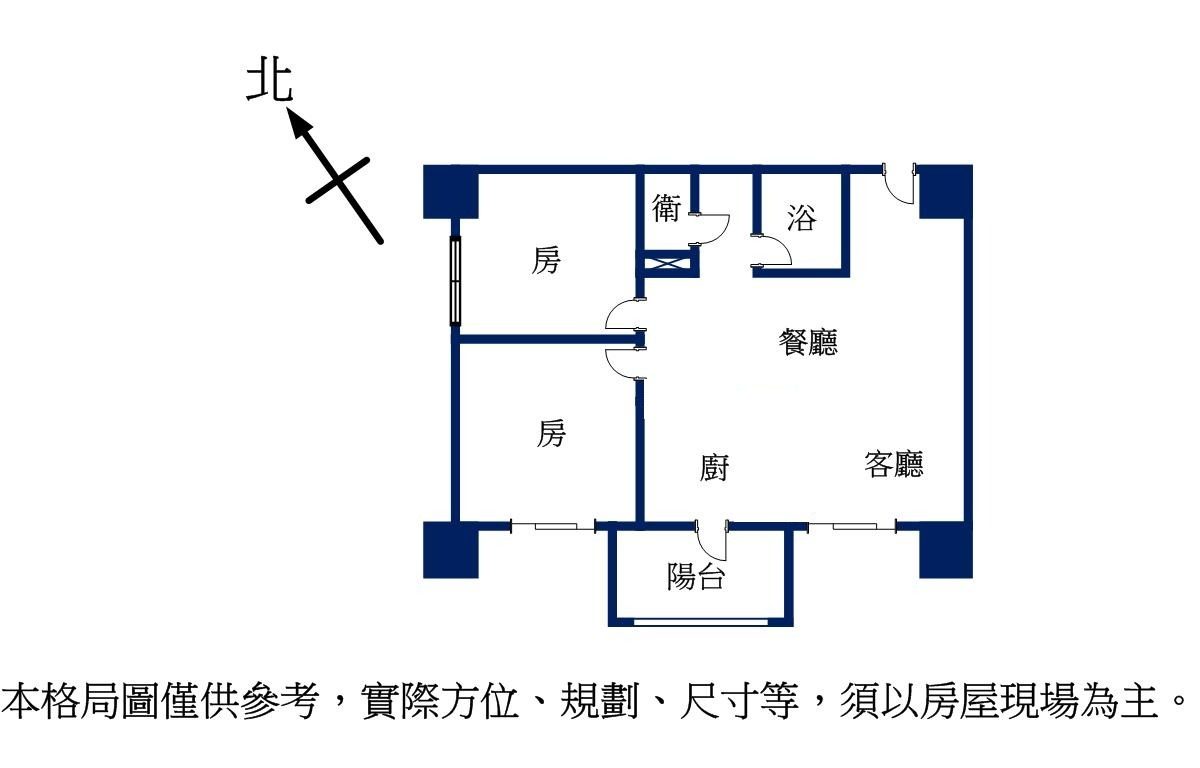 北
衛
浴
房
餐廳
房
廚
客廳
陽台
本格局圖僅供參考，實際方位、規劃、尺寸等，須以房屋現場為主。